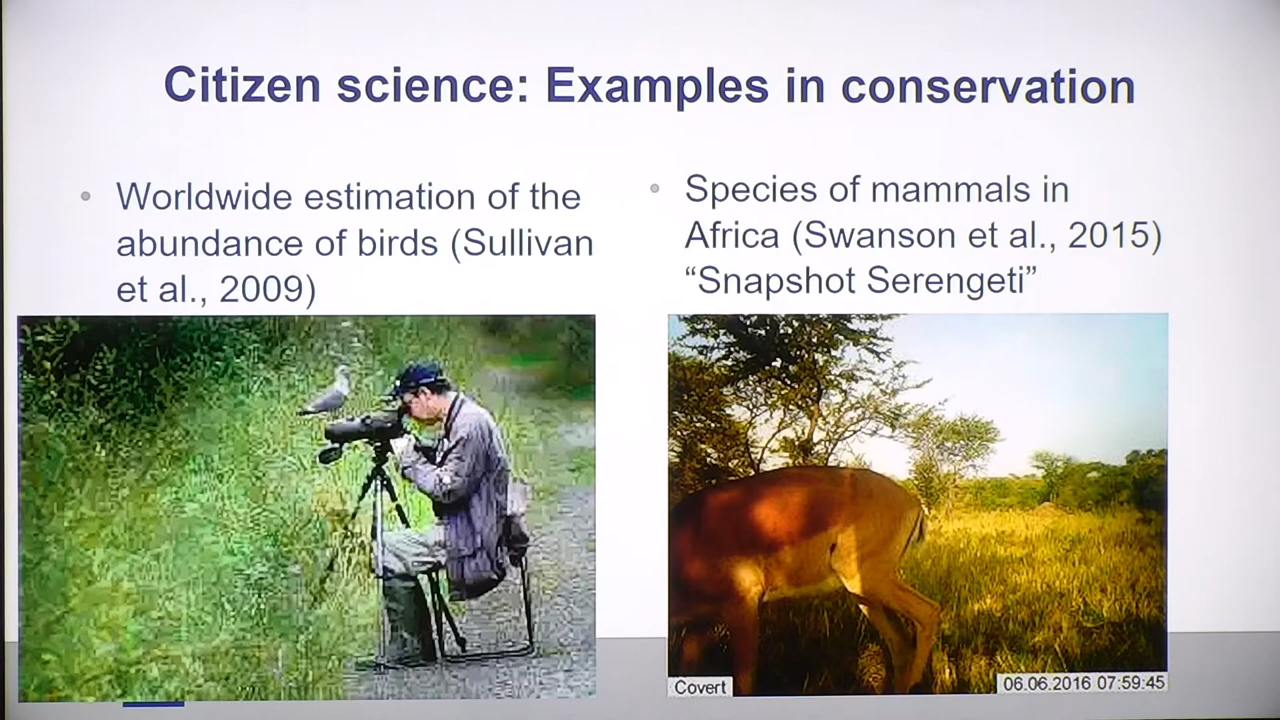 Citizen science: Examples in conservation
• Worldwide estimation of the
abundance of birds (Sullivan
et al., 2009)
• Species of mammals in
Africa (Swanson et al., 2015)
“Snapshot Serengeti”
Covert
06.06.2016 07:59:45